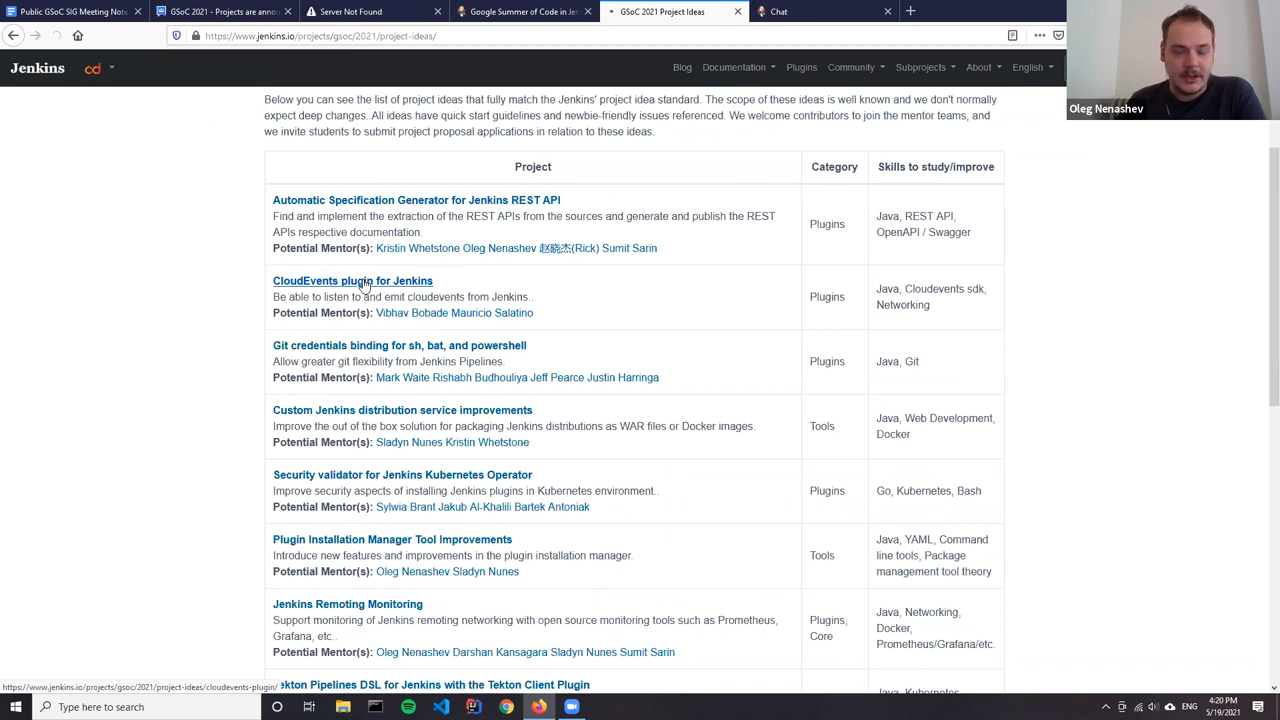 Public GSoC SIG Meeting Note
GSoC 2021 - Projects are annou
Server Not Found
Google Summer of Code in Jen
GSoC 2021 Project Ideas
Chat
https://www.jenkins.io/projects/gsoc/2021/project-ideas/
Jenkins
cd
Blog Documentation Plugins Community Subprojects About English
Oleg Nenashev
Below you can see the list of project ideas that fully match the Jenkins' project idea standard. The scope of these ideas is well known and we don't normally
expect deep changes. All ideas have quick start guidelines and newbie-friendly issues referenced. We welcome contributors to join the mentor teams, and
we invite students to submit project proposal applications in relation to these ideas.
Project Category Skills to study/improve
Automatic Specification Generator for Jenkins REST API
Find and implement the extraction of the REST APIs from the sources and generate and publish the REST
APIs respective documentation.
Potential Mentor(s): Kristin Whetstone Oleg Nenashev 赵晓杰(Rick) Sumit Sarin
Plugins
Java, REST API,
OpenAPI / Swagger
CloudEvents plugin for Jenkins
Be able to listen to and emit cloudevents from Jenkins..
Potential Mentor(s): Vibhav Bobade Mauricio Salatino
Plugins
Java, Cloudevents sdk,
Networking
Git credentials binding for sh, bat, and powershell
Allow greater git flexibility from Jenkins Pipelines.
Potential Mentor(s): Mark Waite Rishabh Budhouliya Jeff Pearce Justin Harringa
Plugins
Java, Git
Custom Jenkins distribution service improvements
Improve the out of the box solution for packaging Jenkins distributions as WAR files or Docker images.
Potential Mentor(s): Sladyn Nunes Kristin Whetstone
Tools
Java, Web Development,
Docker
Security validator for Jenkins Kubernetes Operator
Improve security aspects of installing Jenkins plugins in Kubernetes environment..
Potential Mentor(s): Sylwia Brant Jakub Al-Khalili Bartek Antoniak
Plugins
Go, Kubernetes, Bash
Plugin Installation Manager Tool Improvements
Introduce new features and improvements in the plugin installation manager.
Potential Mentor(s): Oleg Nenashev Sladyn Nunes
Tools
Java, YAML, Command
line tools, Package
management tool theory
Jenkins Remoting Monitoring
Support monitoring of Jenkins remoting networking with open source monitoring tools such as Prometheus,
Grafana, etc..
Potential Mentor(s): Oleg Nenashev Darshan Kansagara Sladyn Nunes Sumit Sarin
Plugins,
Core
Java, Networking,
Docker,
Prometheus/Grafana/etc.
Tekton Pipelines DSL for Jenkins with the Tekton Client Plugin
Java, Kubernetes
https://www.jenkins.io/projects/gsoc/2021/project-ideas/cloudevents-plugin/
Type here to search
ENG
4:20 PM
5/19/2021